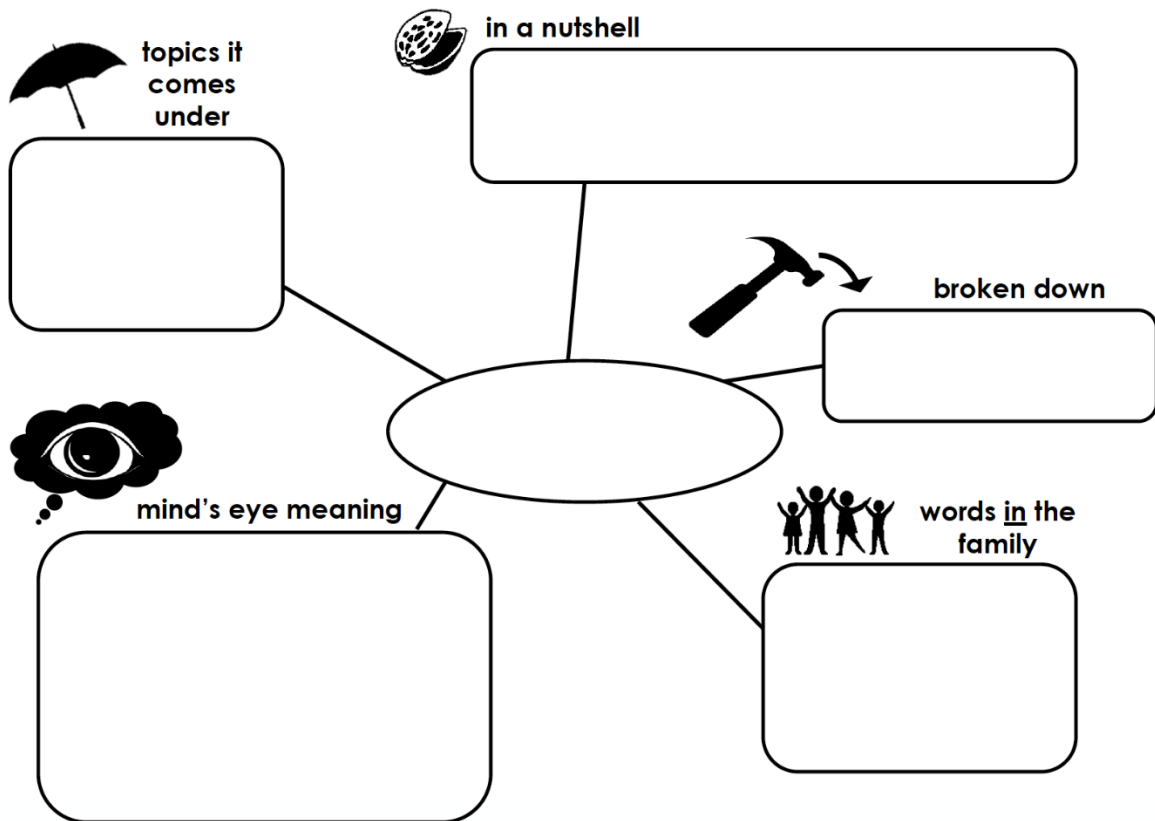 in a nutshell
topics it
comes
under
broken down
mind's eye meaning
words in the
family